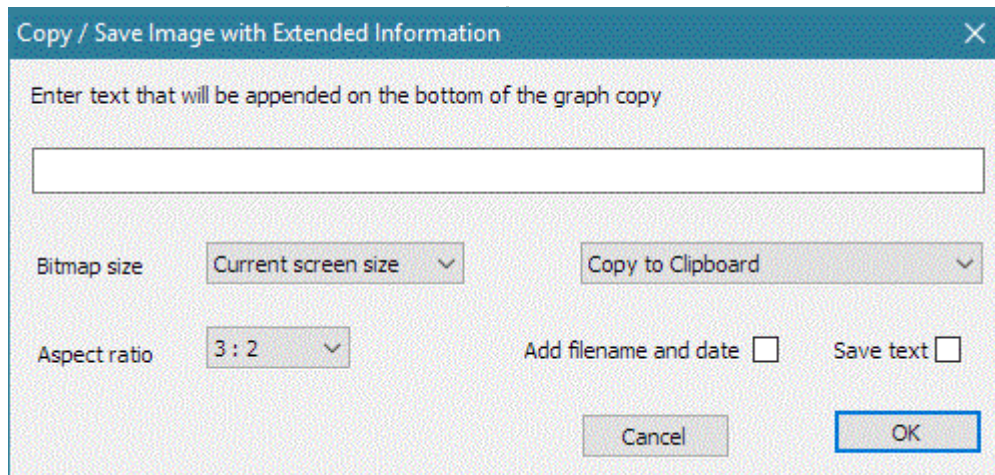 Copy / Save Image with Extended Information
Enter text that will be appended on the bottom of the graph copy
Bitmap size Current screen size Copy to Clipboard
Aspect ratio 3 : 2 Add filename and date Save text
Cancel OK